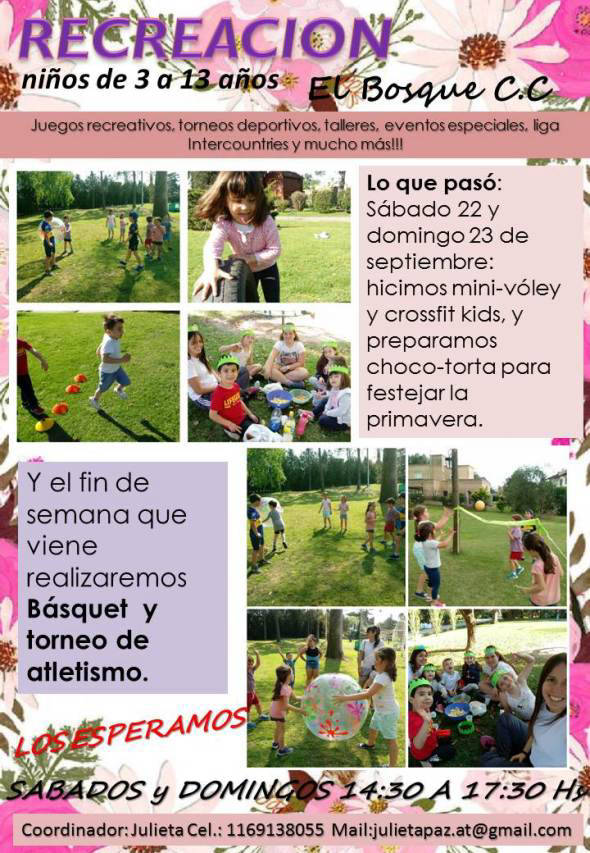 RECREACION
niños de 3 a 13 años
El Bosque C.C
Juegos recreativos, torneos deportivos, talleres, eventos especiales, liga
Intercountries y mucho más!!!
Lo que pasó:
Sábado 22 y
domingo 23 de
septiembre:
hicimos mini-vóley
y crossfit kids, y
preparamos
choco-torta para
festejar la
primavera.
Y el fin de
semana que
viene
realizaremos
Básquet y
torneo de
atletismo.
LOS ESPERAMOS
SABADOS y DOMINGOS 14:30 A 17:30 Hs
Coordinador: Julieta Cel.: 1169138055 Mail:julietapaz.at@gmail.com